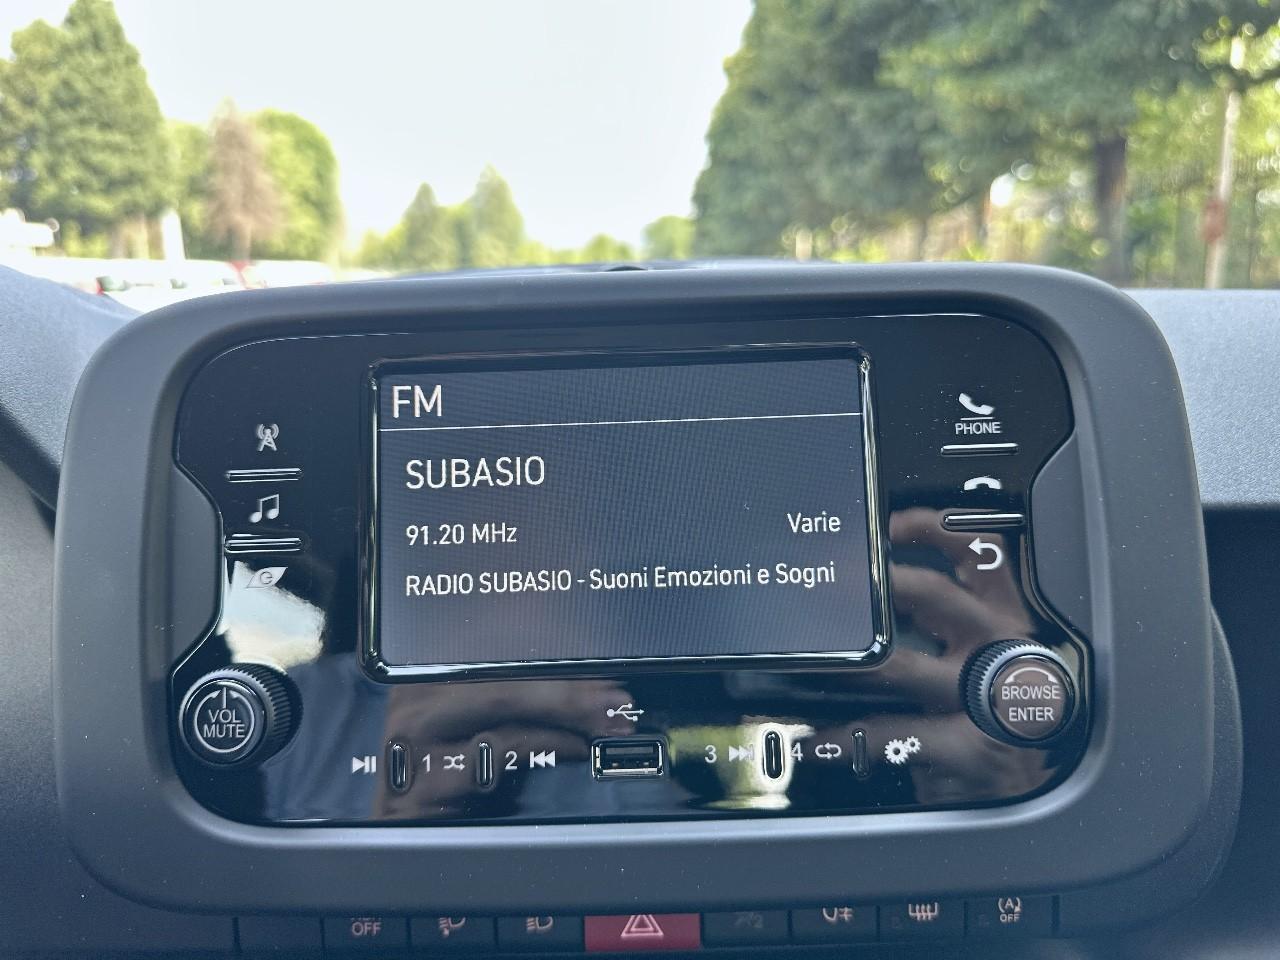 FM
SUBASIO
91.20 MHz
Varie
RADIO SUBASIO - Suoni Emozioni e Sogni
PHONE
VOL
MUTE
BROWSE
ENTER
1
2
3
4
OFF
A
OFF